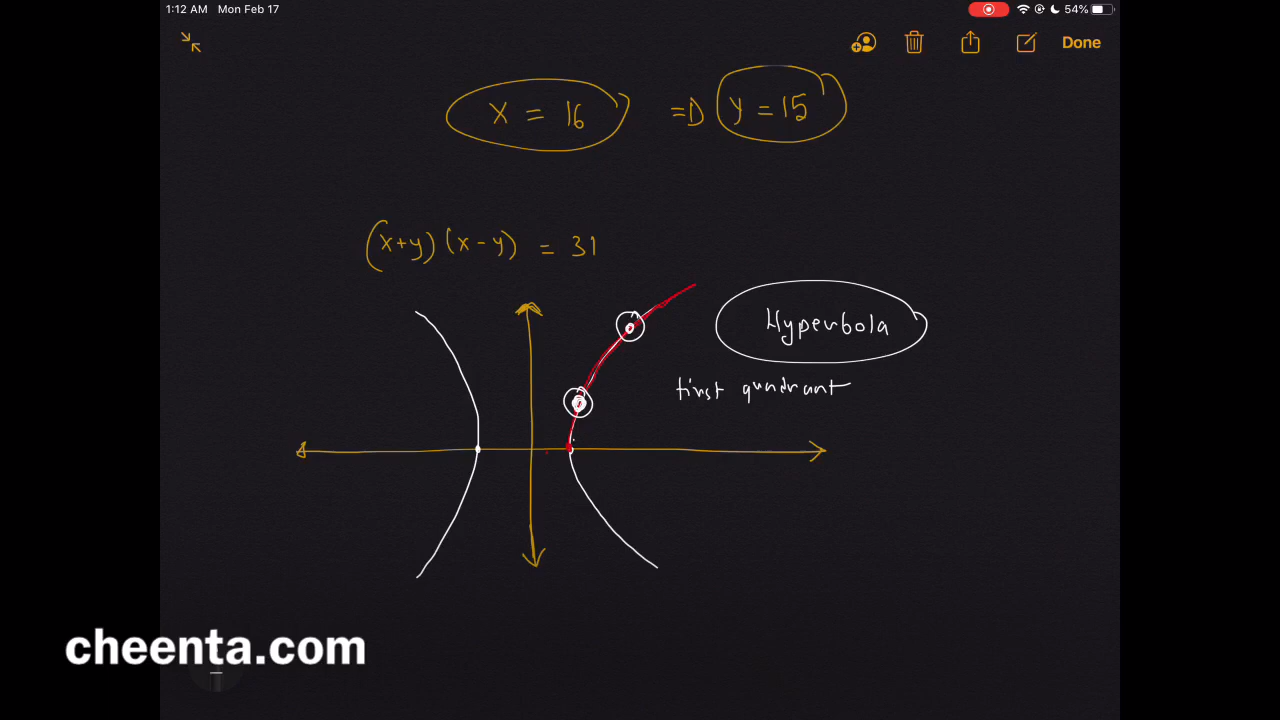 1:12 AM Mon Feb 17 54%
Done
x = 16 => y = 15
(x+y)(x-y) = 31
Hyperbola
first quadrant
cheenta.com